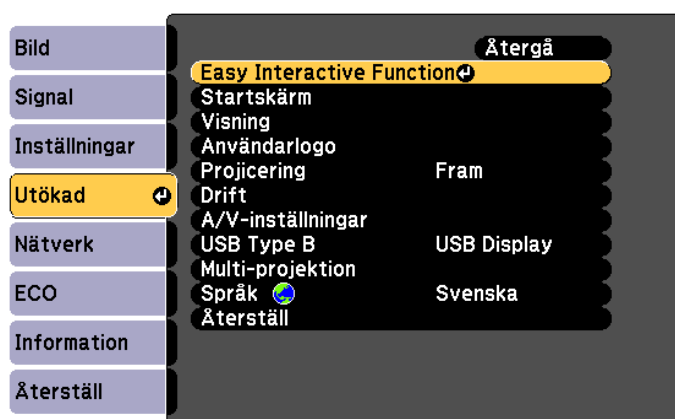 Bild
Signal
Inställningar
Utökad
Nätverk
ECO
Information
Återställ
Återgå
Easy Interactive Function
Startskärm
Visning
Användarlogo
Projicering Fram
Drift
A/V-inställningar
USB Type B USB Display
Multi-projektion
Språk Svenska
Återställ